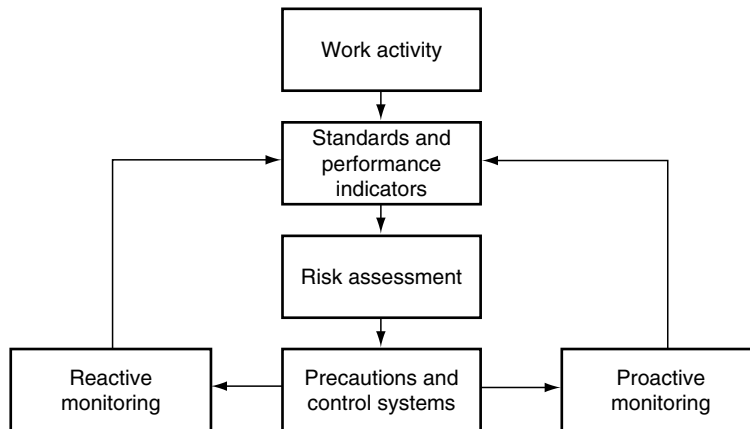 Work activity
Standards and
performance
indicators
Risk assessment
Reactive
monitoring
Precautions and
control systems
Proactive
monitoring